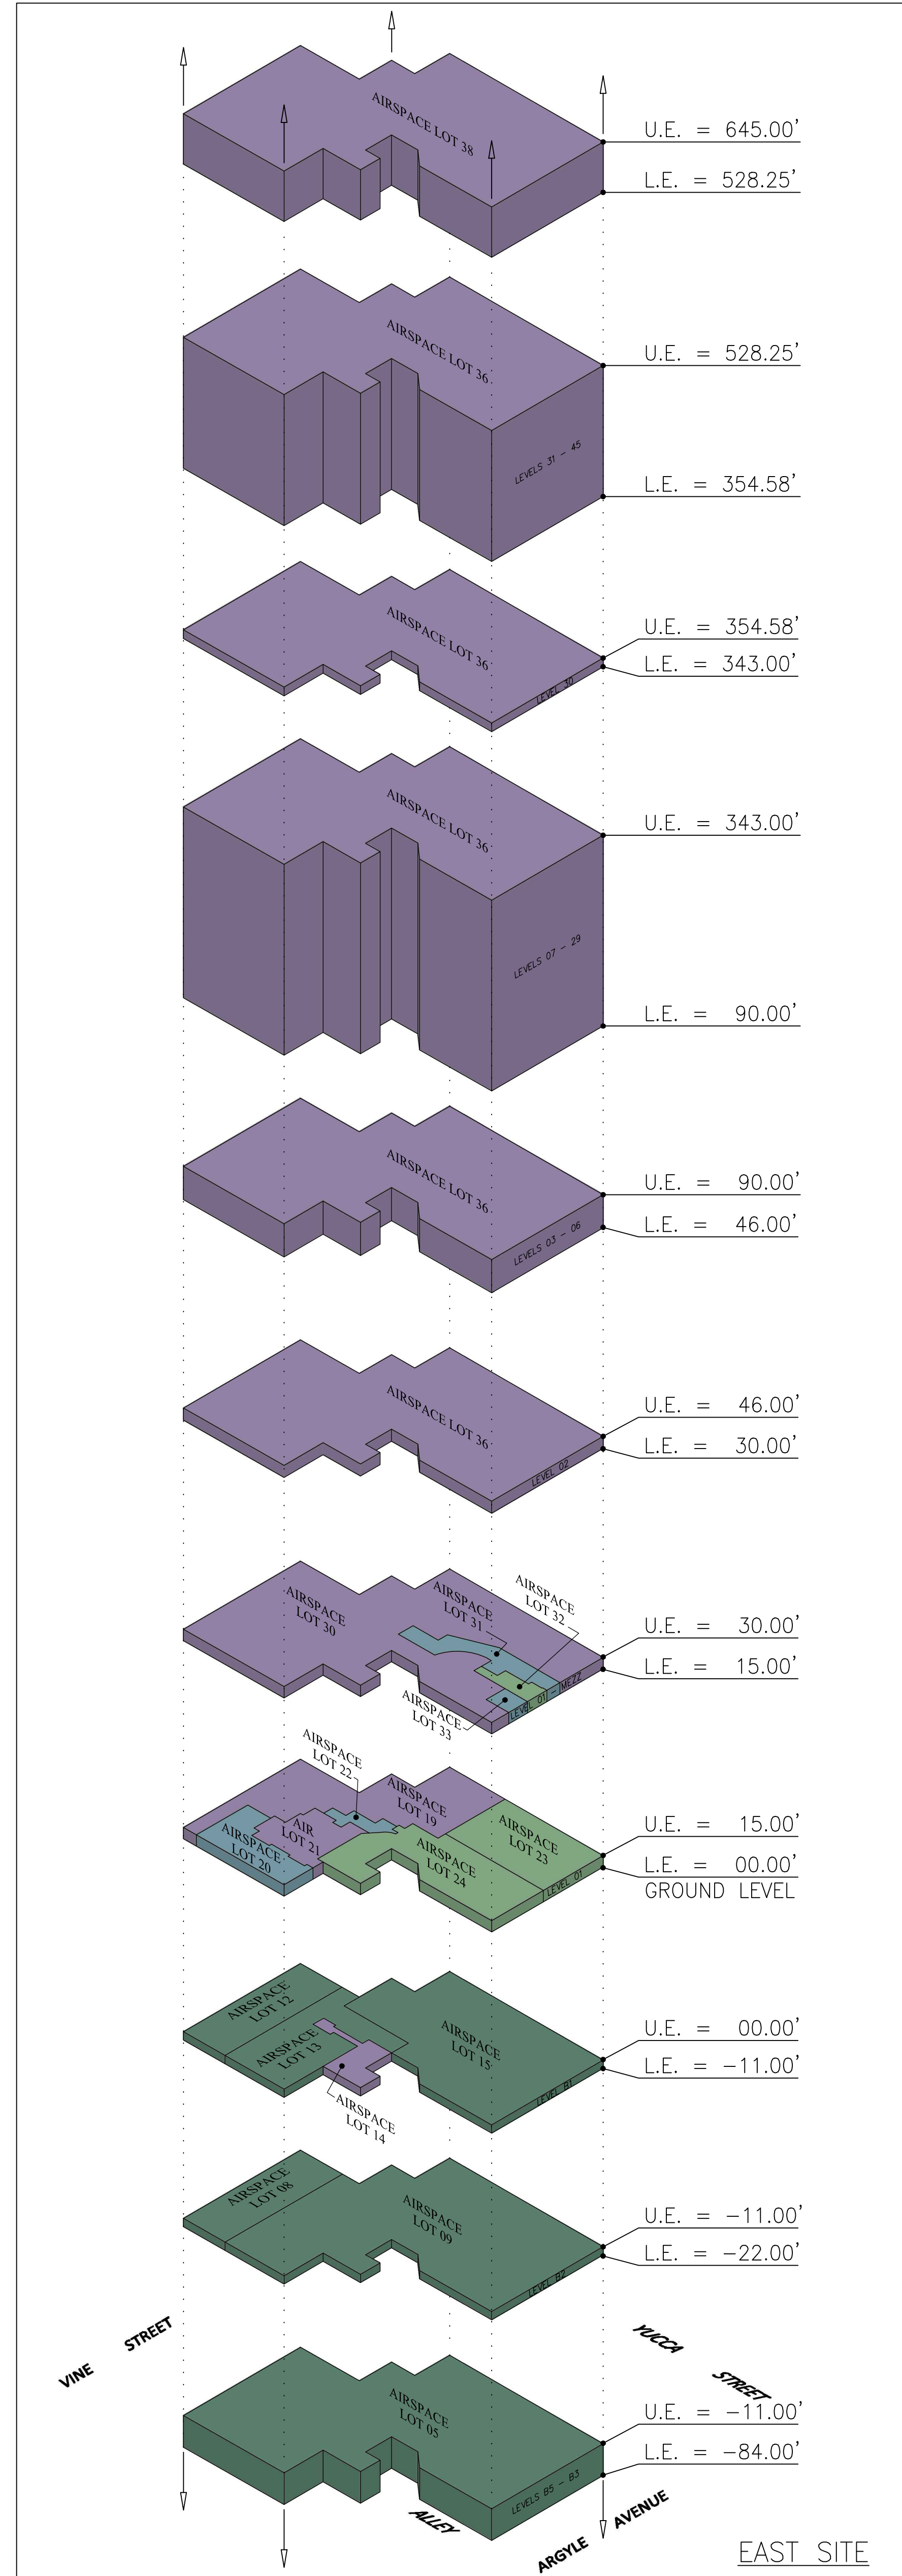 AIRSPACE LOT 38
U.E. = 645.00'
L.E. = 528.25'
AIRSPACE LOT 36
LEVELS 31 - 45
U.E. = 528.25'
L.E. = 354.58'
AIRSPACE LOT 36
LEVEL 30
U.E. = 354.58'
L.E. = 343.00'
AIRSPACE LOT 36
LEVELS 07 - 29
U.E. = 343.00'
L.E. = 90.00'
AIRSPACE LOT 36
LEVELS 03 - 06
U.E. = 90.00'
L.E. = 46.00'
AIRSPACE LOT 36
LEVEL 02
U.E. = 46.00'
L.E. = 30.00'
AIRSPACE
LOT 30
AIRSPACE
LOT 31
AIRSPACE
LOT 32
AIRSPACE
LOT 33
LEVEL 01 - MEZZ
U.E. = 30.00'
L.E. = 15.00'
AIRSPACE
LOT 22
AIRSPACE
LOT 19
AIRSPACE
LOT 20
AIR
LOT 21
AIRSPACE
LOT 24
AIRSPACE
LOT 23
LEVEL 01
U.E. = 15.00'
L.E. = 00.00'
GROUND LEVEL
AIRSPACE
LOT 12
AIRSPACE
LOT 13
AIRSPACE
LOT 14
AIRSPACE
LOT 15
LEVEL B1
U.E. = 00.00'
L.E. = -11.00'
AIRSPACE
LOT 08
AIRSPACE
LOT 09
LEVEL B2
U.E. = -11.00'
L.E. = -22.00'
VINE STREET
YUCCA STREET
AIRSPACE
LOT 05
LEVELS B5 - B3
U.E. = -11.00'
L.E. = -84.00'
ALLEY
ARGYLE AVENUE
EAST SITE